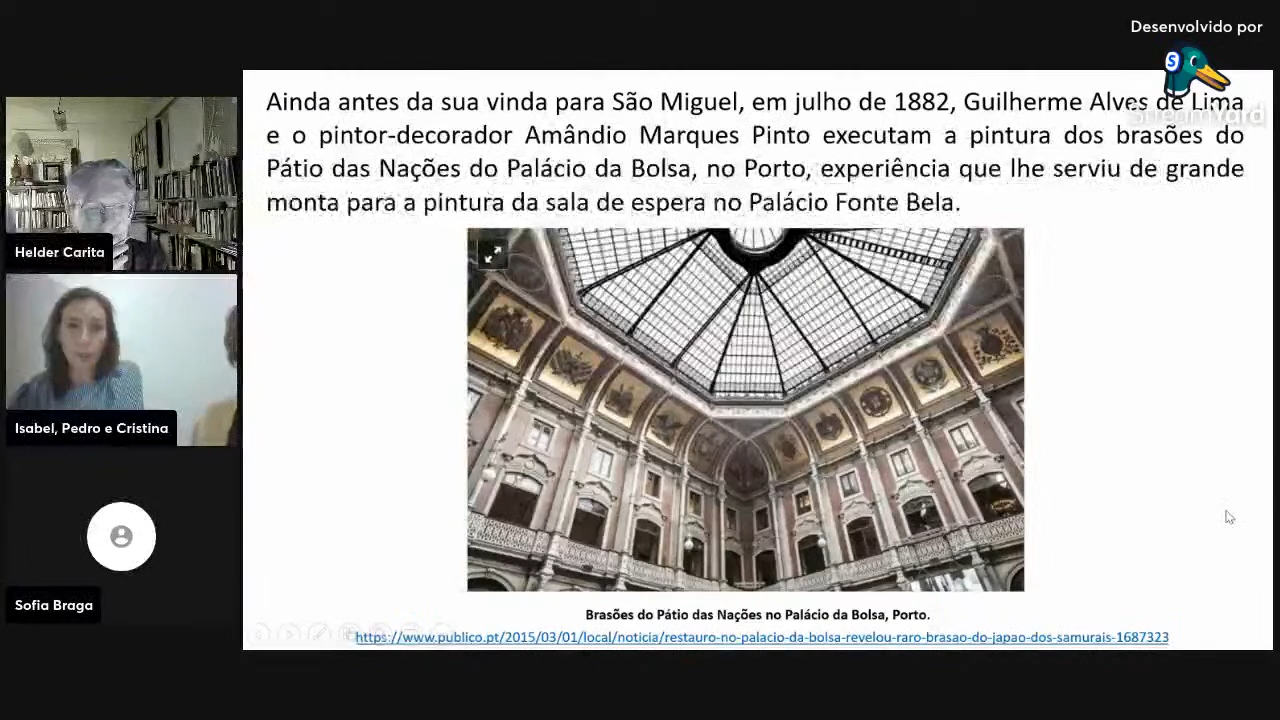 Desenvolvido por
StreamYard
Ainda antes da sua vinda para São Miguel, em julho de 1882, Guilherme Alves de Lima
e o pintor-decorador Amândio Marques Pinto executam a pintura dos brasões do
Pátio das Nações do Palácio da Bolsa, no Porto, experiência que lhe serviu de grande
monta para a pintura da sala de espera no Palácio Fonte Bela.
Helder Carita
Isabel, Pedro e Cristina
Sofia Braga
Brasões do Pátio das Nações no Palácio da Bolsa, Porto.
https://www.publico.pt/2015/03/01/local/noticia/restauro-no-palacio-da-bolsa-revelou-raro-brasao-do-japao-dos-samurais-1687323